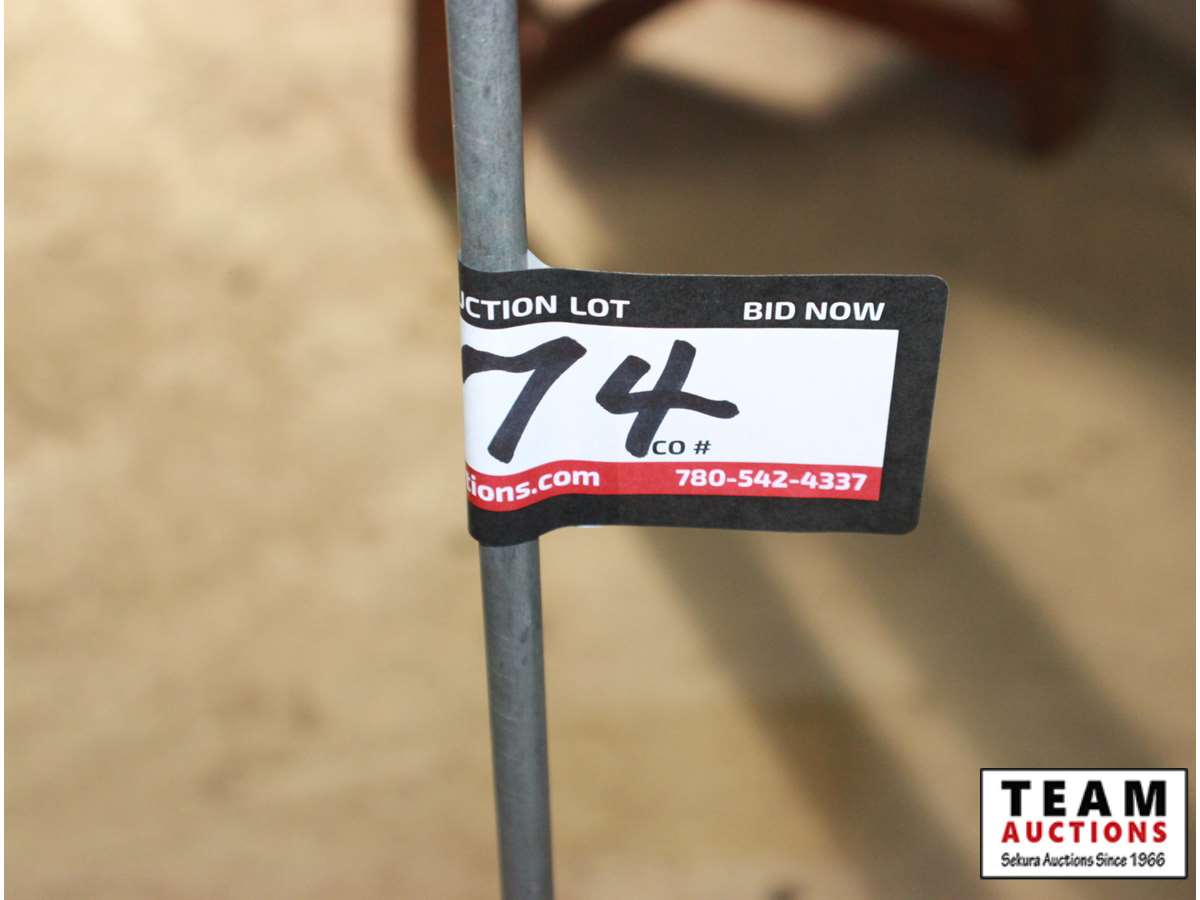 UCTION LOT BID NOW
74
CO #
tions.com 780-542-4337
TEAM
AUCTIONS
Sekura Auctions Since 1966